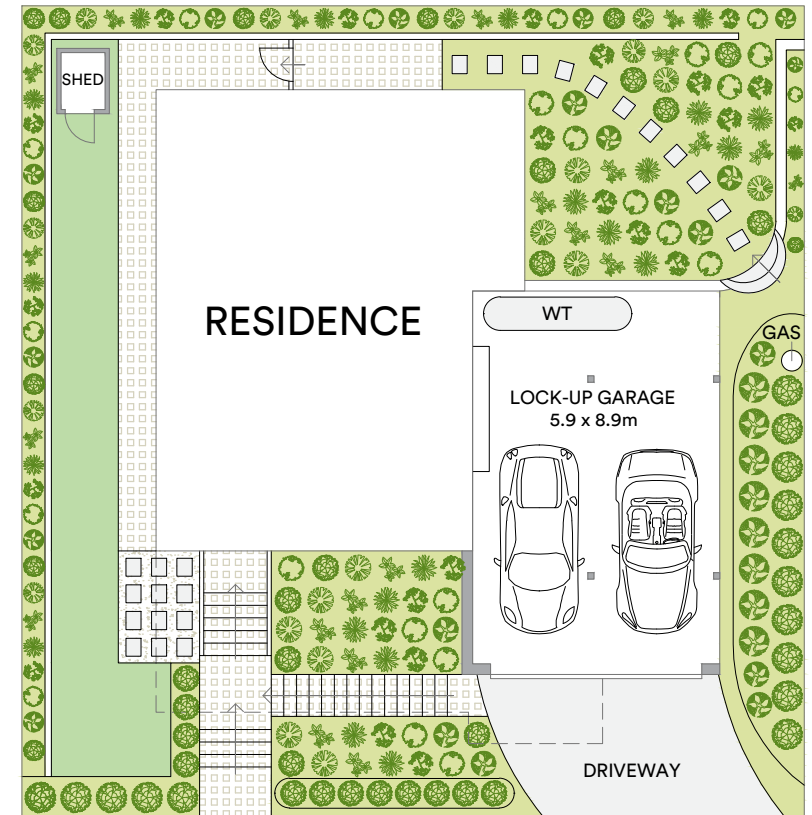 SHED
RESIDENCE
WT
GAS
LOCK-UP GARAGE
5.9 x 8.9m
DRIVEWAY